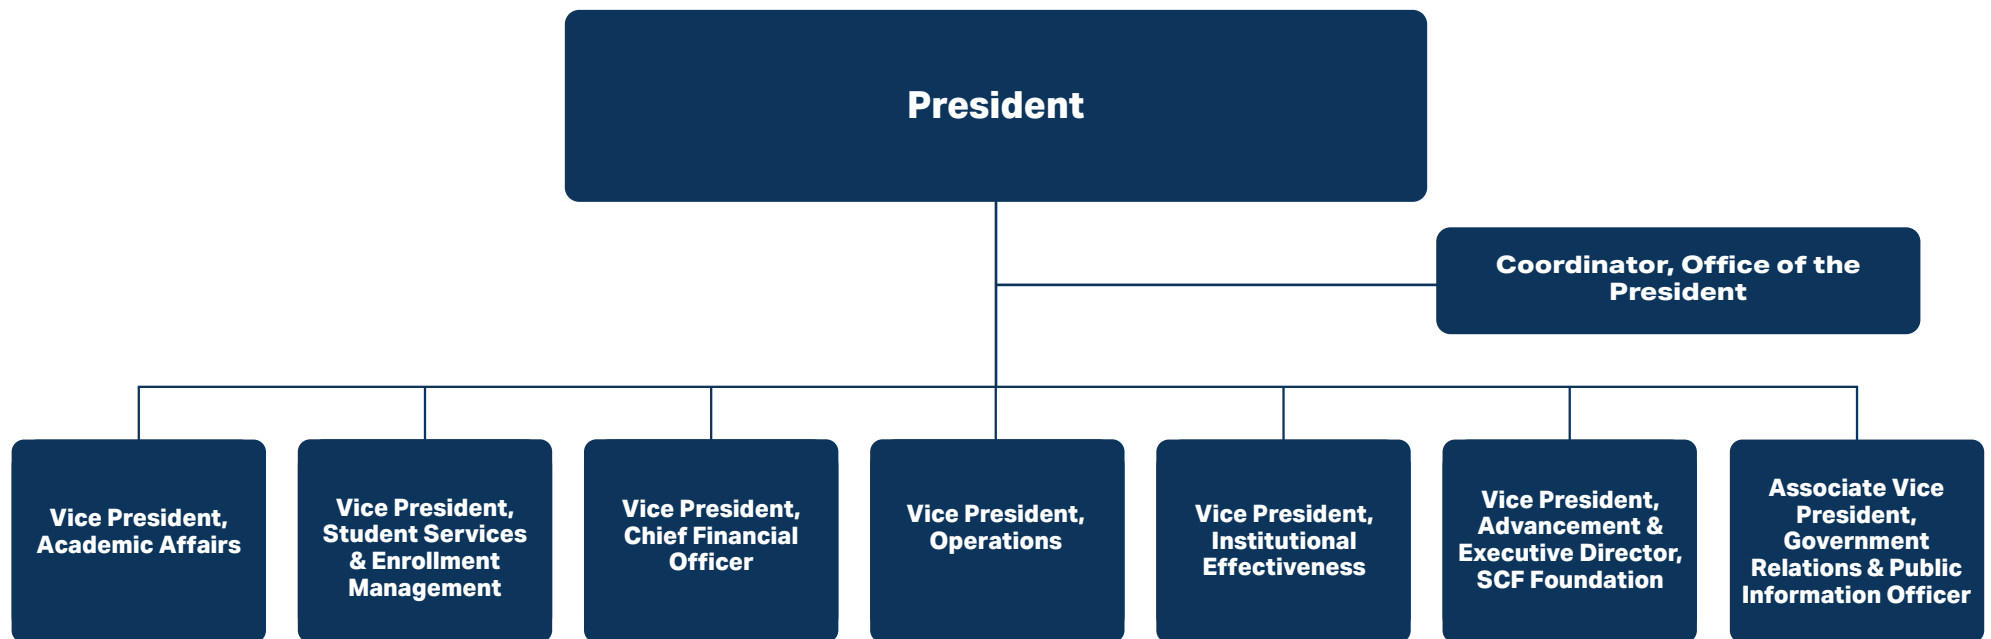 President
Coordinator, Office of the
President
Vice President,
Academic Affairs
Vice President,
Student Services
& Enrollment
Management
Vice President,
Chief Financial
Officer
Vice President,
Operations
Vice President,
Institutional
Effectiveness
Vice President,
Advancement &
Executive Director,
SCF Foundation
Associate Vice
President,
Government
Relations & Public
Information Officer